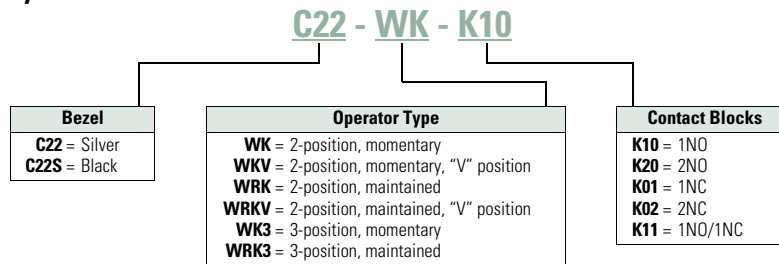 C22 - WK - K10
Bezel
C22 = Silver
C22S = Black
Operator Type
WK = 2-position, momentary
WKV = 2-position, momentary, “V” position
WRK = 2-position, maintained
WRKV = 2-position, maintained, “V” position
WK3 = 3-position, momentary
WRK3 = 3-position, maintained
Contact Blocks
K10 = 1NO
K20 = 2NO
K01 = 1NC
K02 = 2NC
K11 = 1NO/1NC